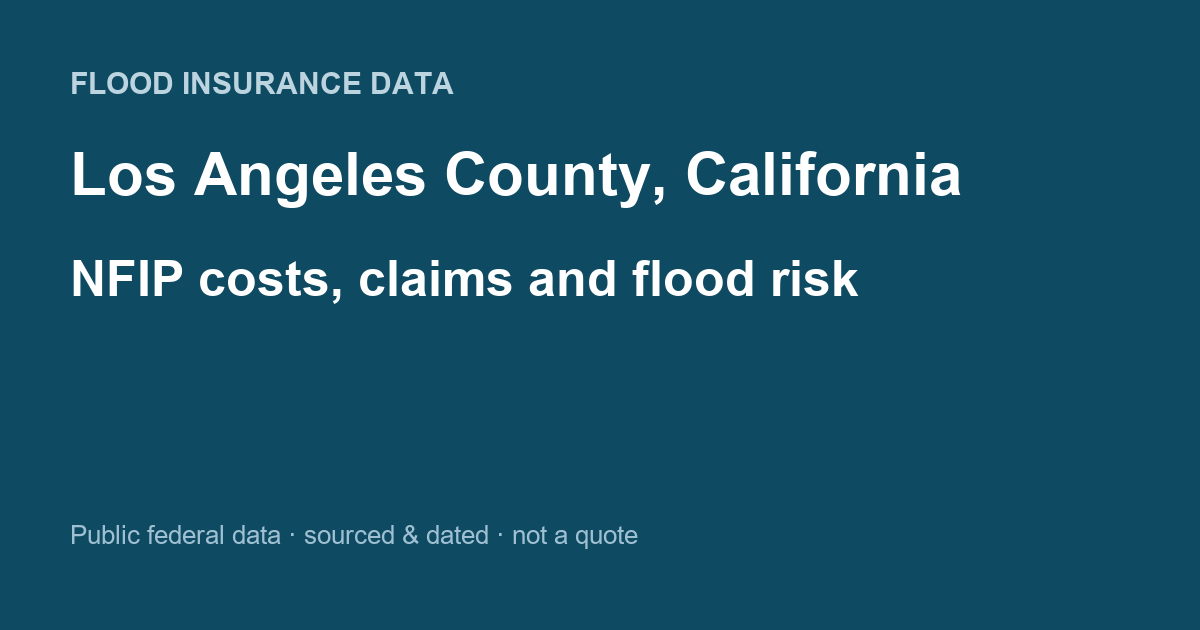 FLOOD INSURANCE DATA
Los Angeles County, California
NFIP costs, claims and flood risk
Public federal data · sourced & dated · not a quote